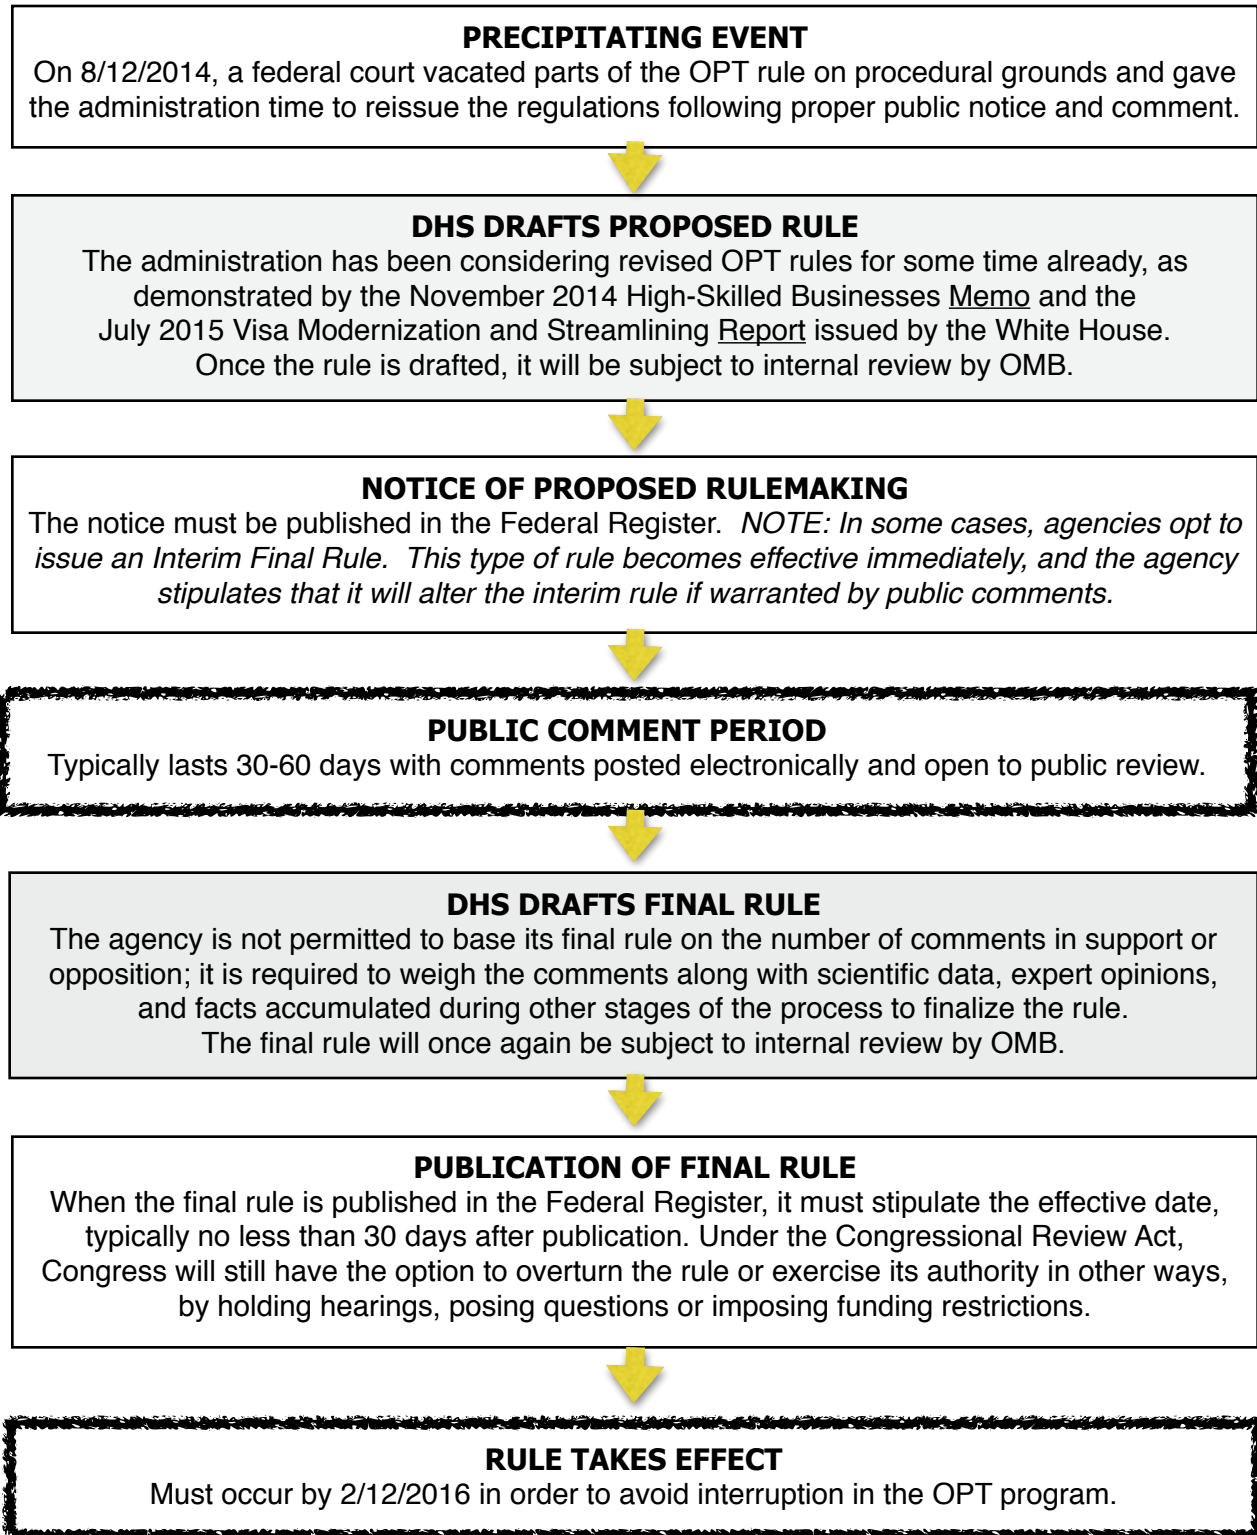 PRECIPITATING EVENT
On 8/12/2014, a federal court vacated parts of the OPT rule on procedural grounds and gave
the administration time to reissue the regulations following proper public notice and comment.
DHS DRAFTS PROPOSED RULE
The administration has been considering revised OPT rules for some time already, as
demonstrated by the November 2014 High-Skilled Businesses Memo and the
July 2015 Visa Modernization and Streamlining Report issued by the White House.
Once the rule is drafted, it will be subject to internal review by OMB.
NOTICE OF PROPOSED RULEMAKING
The notice must be published in the Federal Register. NOTE: In some cases, agencies opt to
issue an Interim Final Rule. This type of rule becomes effective immediately, and the agency
stipulates that it will alter the interim rule if warranted by public comments.
PUBLIC COMMENT PERIOD
Typically lasts 30-60 days with comments posted electronically and open to public review.
DHS DRAFTS FINAL RULE
The agency is not permitted to base its final rule on the number of comments in support or
opposition; it is required to weigh the comments along with scientific data, expert opinions,
and facts accumulated during other stages of the process to finalize the rule.
The final rule will once again be subject to internal review by OMB.
PUBLICATION OF FINAL RULE
When the final rule is published in the Federal Register, it must stipulate the effective date,
typically no less than 30 days after publication. Under the Congressional Review Act,
Congress will still have the option to overturn the rule or exercise its authority in other ways,
by holding hearings, posing questions or imposing funding restrictions.
RULE TAKES EFFECT
Must occur by 2/12/2016 in order to avoid interruption in the OPT program.